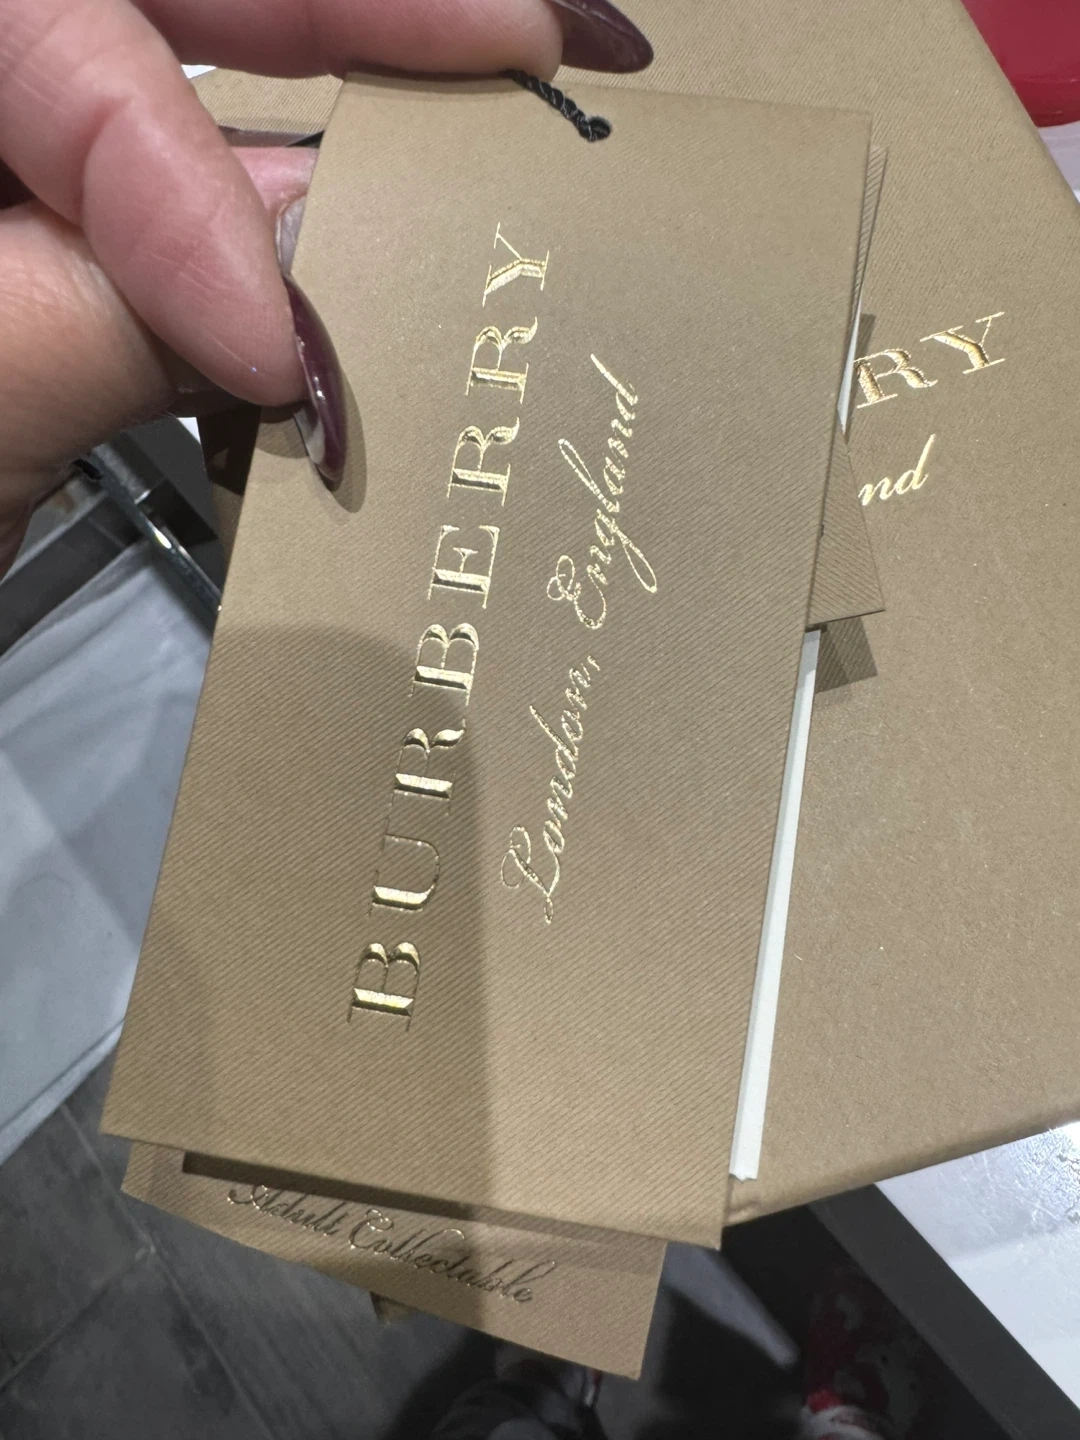 BURBERRY
London, England
RY
nd
Adult Collectable